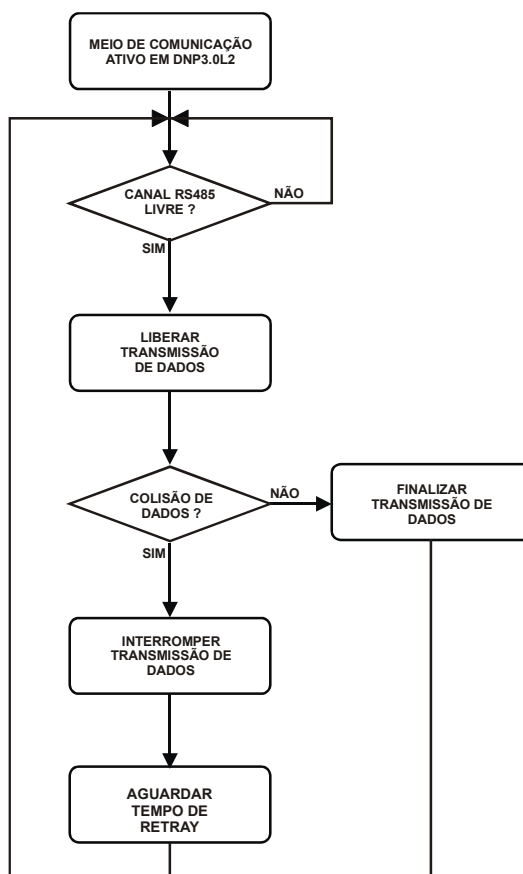 MEIO DE COMUNICAÇÃO
ATIVO EM DNP3.0L2
CANAL RS485
LIVRE ?
NÃO
SIM
LIBERAR
TRANSMISSÃO
DE DADOS
COLISÃO DE
DADOS ?
NÃO
FINALIZAR
TRANSMISSÃO DE
DADOS
SIM
INTERROMPER
TRANSMISSÃO DE
DADOS
AGUARDAR
TEMPO DE
RETRAY